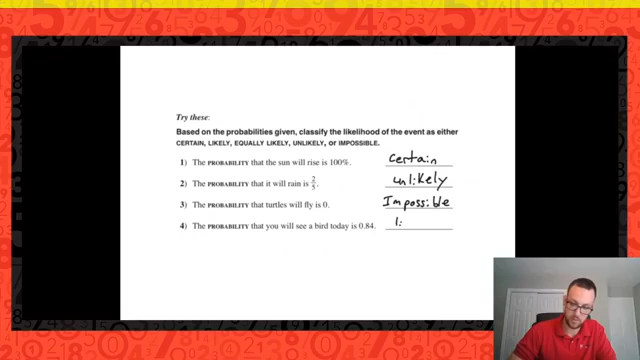 Try these:
Based on the probabilities given, classify the likelihood of the event as either
CERTAIN, LIKELY, EQUALLY LIKELY, UNLIKELY, or IMPOSSIBLE.
1) The PROBABILITY that the sun will rise is 100%. certain
2) The PROBABILITY that it will rain is 2/5. unlikely
3) The PROBABILITY that turtles will fly is 0. Impossible
4) The PROBABILITY that you will see a bird today is 0.84. li